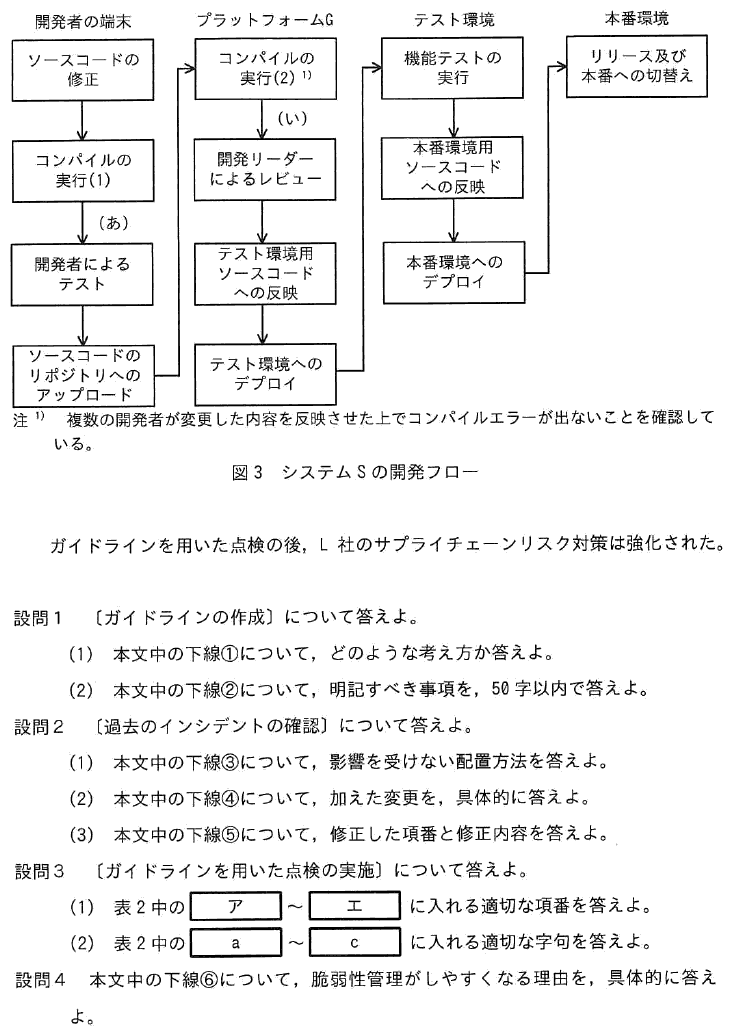 開発者の端末
ソースコードの
修正
コンパイルの
実行(1)
(あ)
開発者による
テスト
ソースコードの
リポジトリへの
アップロード
プラットフォームG
コンパイルの
実行(2) 1)
(い)
開発リーダー
によるレビュー
テスト環境用
ソースコード
への反映
テスト環境への
デプロイ
テスト環境
機能テストの
実行
本番環境用
ソースコード
への反映
本番環境への
デプロイ
本番環境
リリース及び
本番への切替え
注1) 複数の開発者が変更した内容を反映させた上でコンパイルエラーが出ないことを確認して
いる。
図3 システムSの開発フロー
ガイドラインを用いた点検の後，L 社のサプライチェーンリスク対策は強化された。
設問1 〔ガイドラインの作成〕について答えよ。
(1) 本文中の下線①について，どのような考え方か答えよ。
(2) 本文中の下線②について，明記すべき事項を，50字以内で答えよ。
設問2 〔過去のインシデントの確認〕について答えよ。
(1) 本文中の下線③について，影響を受けない配置方法を答えよ。
(2) 本文中の下線④について，加えた変更を，具体的に答えよ。
(3) 本文中の下線⑤について，修正した項番と修正内容を答えよ。
設問3 〔ガイドラインを用いた点検の実施〕について答えよ。
(1) 表2中の ア ～ エ に入れる適切な項番を答えよ。
(2) 表2中の a ～ c に入れる適切な字句を答えよ。
設問4 本文中の下線⑥について，脆弱性管理がしやすくなる理由を，具体的に答え
よ。